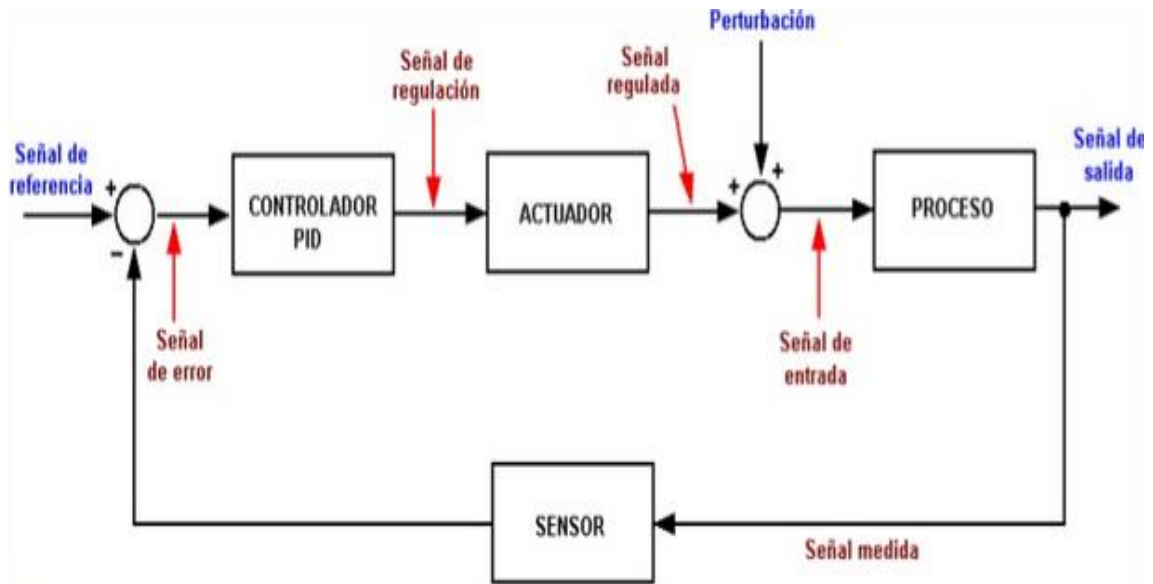 Perturbación
Señal de
regulación
Señal
regulada
Señal de
referencia
Señal de
salida
+
−
CONTROLADOR
PID
ACTUADOR
+
+
PROCESO
Señal
de error
Señal de
entrada
SENSOR
Señal medida